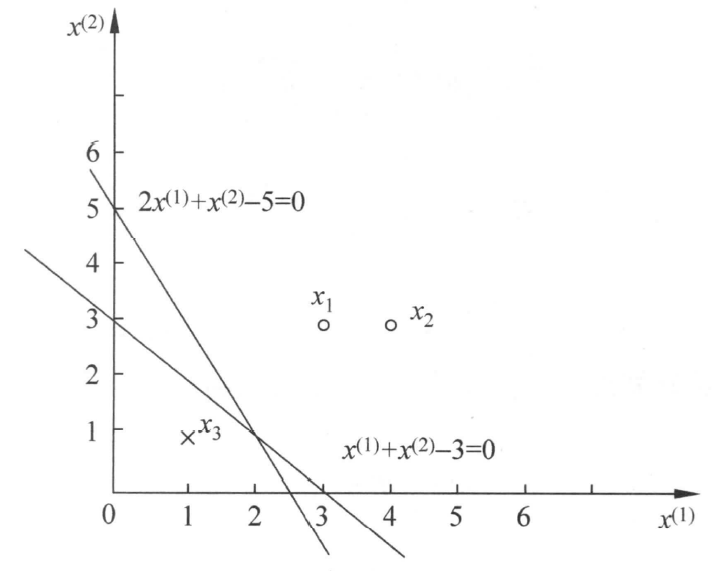 x⁽²⁾
6
2x⁽¹⁾+x⁽²⁾–5=0
5
4
x₁
x₂
3
2
1
x₃
x⁽¹⁾+x⁽²⁾–3=0
0 1 2 3 4 5 6 x⁽¹⁾